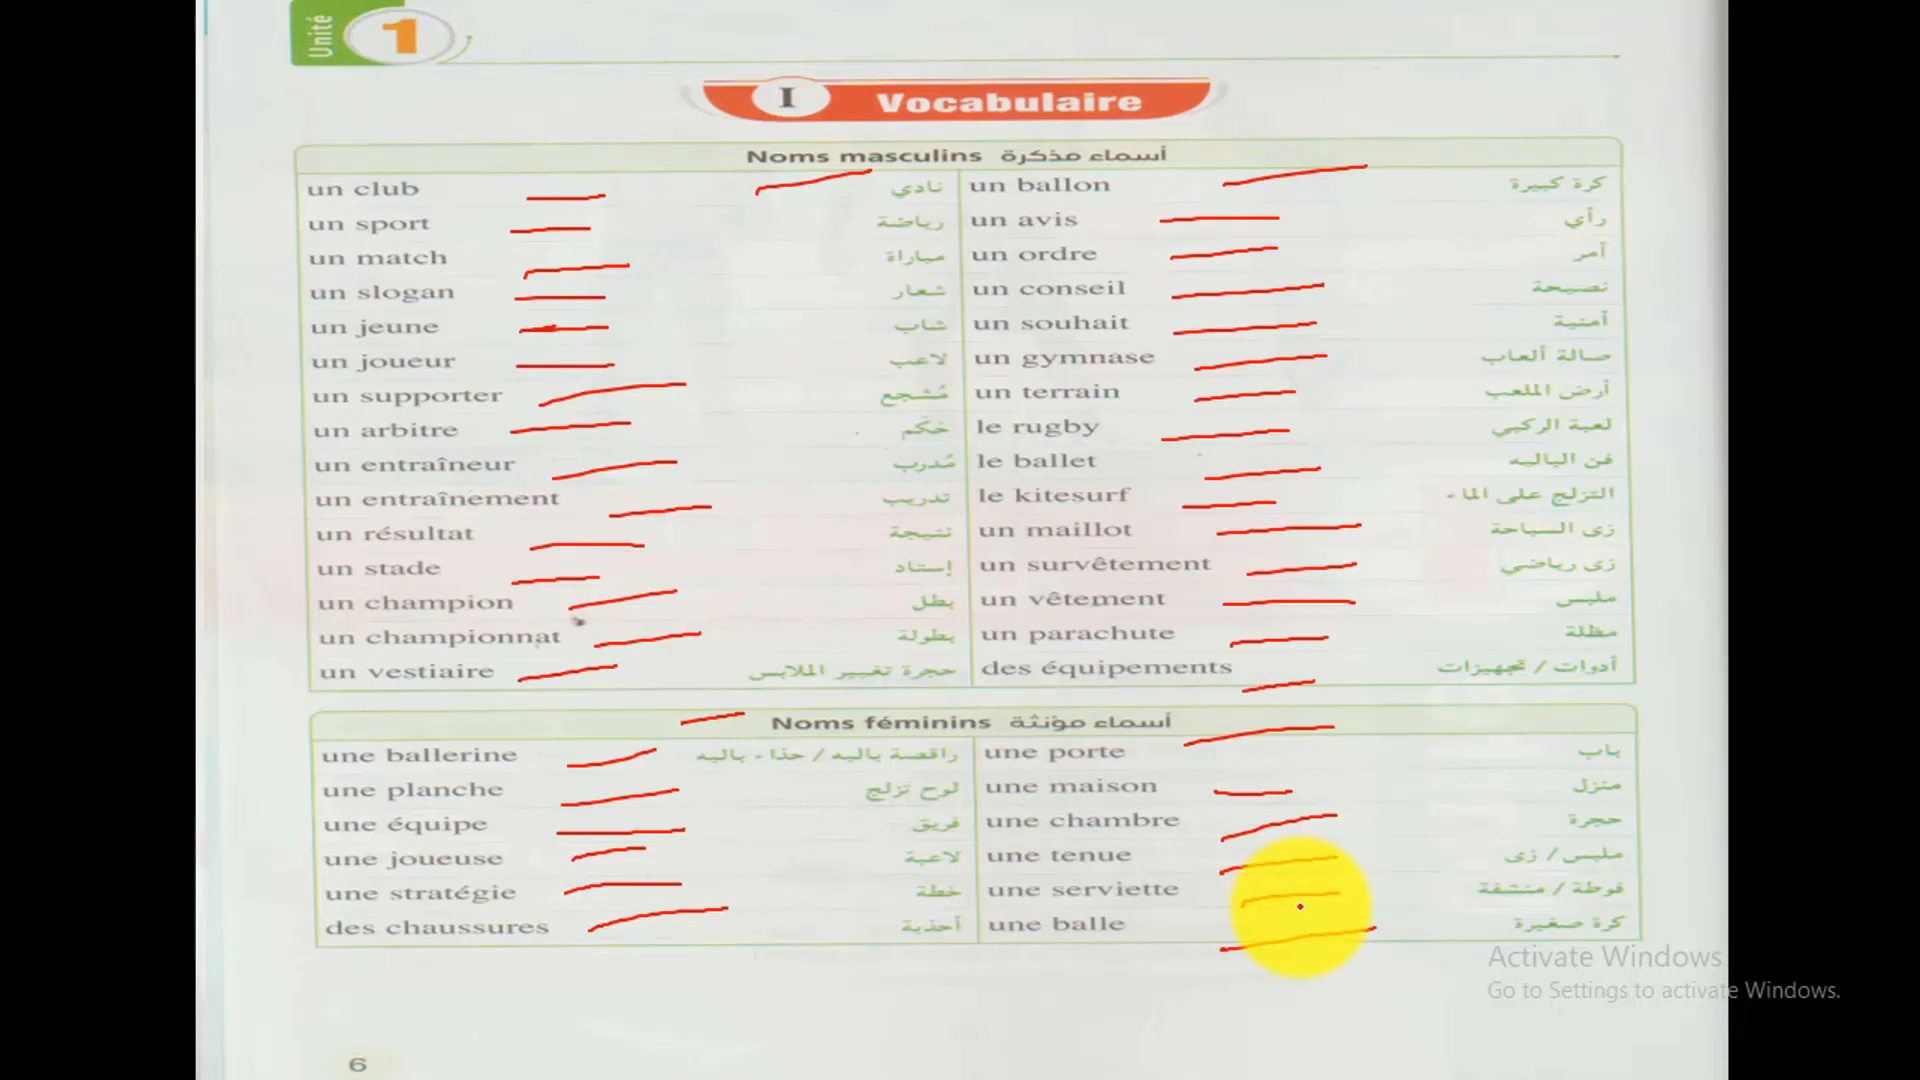 Unité 1
I Vocabulaire
Noms masculins أسماء مذكرة
un club نادي
un sport رياضة
un match مباراة
un slogan شعار
un jeune شاب
un joueur لاعب
un supporter مُشجع
un arbitre حَكَم
un entraîneur مُدرب
un entraînement تدريب
un résultat نتيجة
un stade إستاد
un champion بطل
un championnat بطولة
un vestiaire حجرة تغيير الملابس
un ballon كرة كبيرة
un avis رأي
un ordre أمر
un conseil نصيحة
un souhait أمنية
un gymnase صالة ألعاب
un terrain أرض الملعب
le rugby لعبة الركبي
le ballet فن الباليه
le kitesurf التزلج على الماء
un maillot زى السباحة
un survêtement زى رياضي
un vêtement ملبس
un parachute مظلة
des équipements أدوات / تجهيزات
Noms féminins أسماء مؤنثة
une ballerine راقصة باليه / حذاء باليه
une planche لوح تزلج
une équipe فريق
une joueuse لاعبة
une stratégie خطة
des chaussures أحذية
une porte باب
une maison منزل
une chambre حجرة
une tenue ملبس / زى
une serviette فوطة / منشفة
une balle كرة صغيرة
Activate Windows
Go to Settings to activate Windows.
6